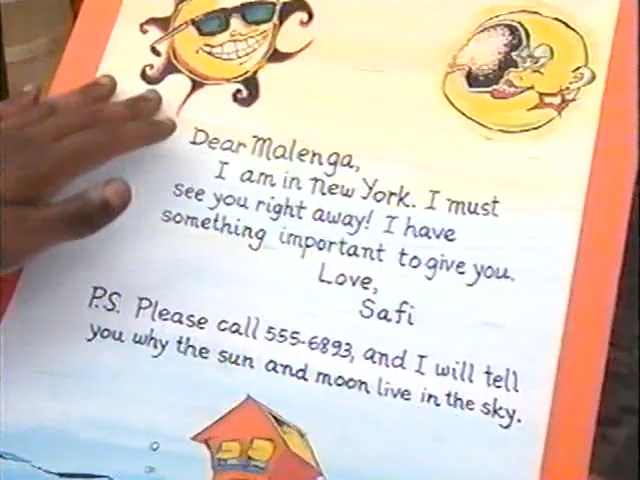 Dear Malenga,
I am in New York. I must
see you right away! I have
something important to give you.
Love,
Safi
P.S. Please call 555-6893, and I will tell
you why the sun and moon live in the sky.